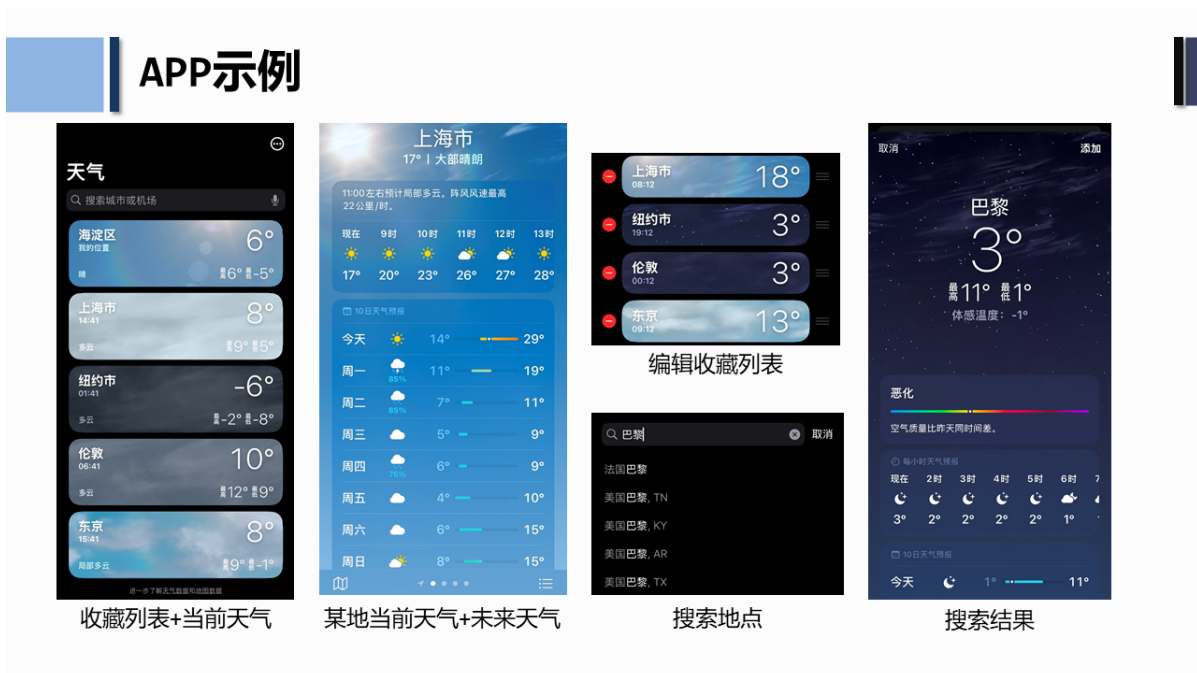 APP示例
天气
搜索城市或机场
海淀区
我的位置
6°
晴
最高6° 最低-5°
上海市
14:41
8°
多云
最高9° 最低5°
纽约市
01:41
-6°
多云
最高-2° 最低-8°
伦敦
06:41
10°
多云
最高12° 最低9°
东京
15:41
8°
局部多云
最高9° 最低-1°
进一步了解天气数据和地图数据
收藏列表+当前天气
上海市
17° | 大部晴朗
11:00左右预计局部多云。阵风风速最高
22公里/时。
现在 9时 10时 11时 12时 13时
17° 20° 23° 26° 27° 28°
10日天气预报
今天 14° 29°
周一 85% 11° 19°
周二 85% 7° 11°
周三 5° 9°
周四 76% 6° 9°
周五 4° 10°
周六 6° 15°
周日 8° 15°
某地当前天气+未来天气
上海市
08:12
18°
纽约市
19:12
3°
伦敦
00:12
3°
东京
09:12
13°
编辑收藏列表
巴黎 取消
法国巴黎
美国巴黎, TN
美国巴黎, KY
美国巴黎, AR
美国巴黎, TX
搜索地点
取消 添加
巴黎
3°
最高11° 最低1°
体感温度：-1°
恶化
空气质量比昨天同时间差。
每小时天气预报
现在 2时 3时 4时 5时 6时
3° 2° 2° 2° 2° 1°
10日天气预报
今天 1° 11°
搜索结果